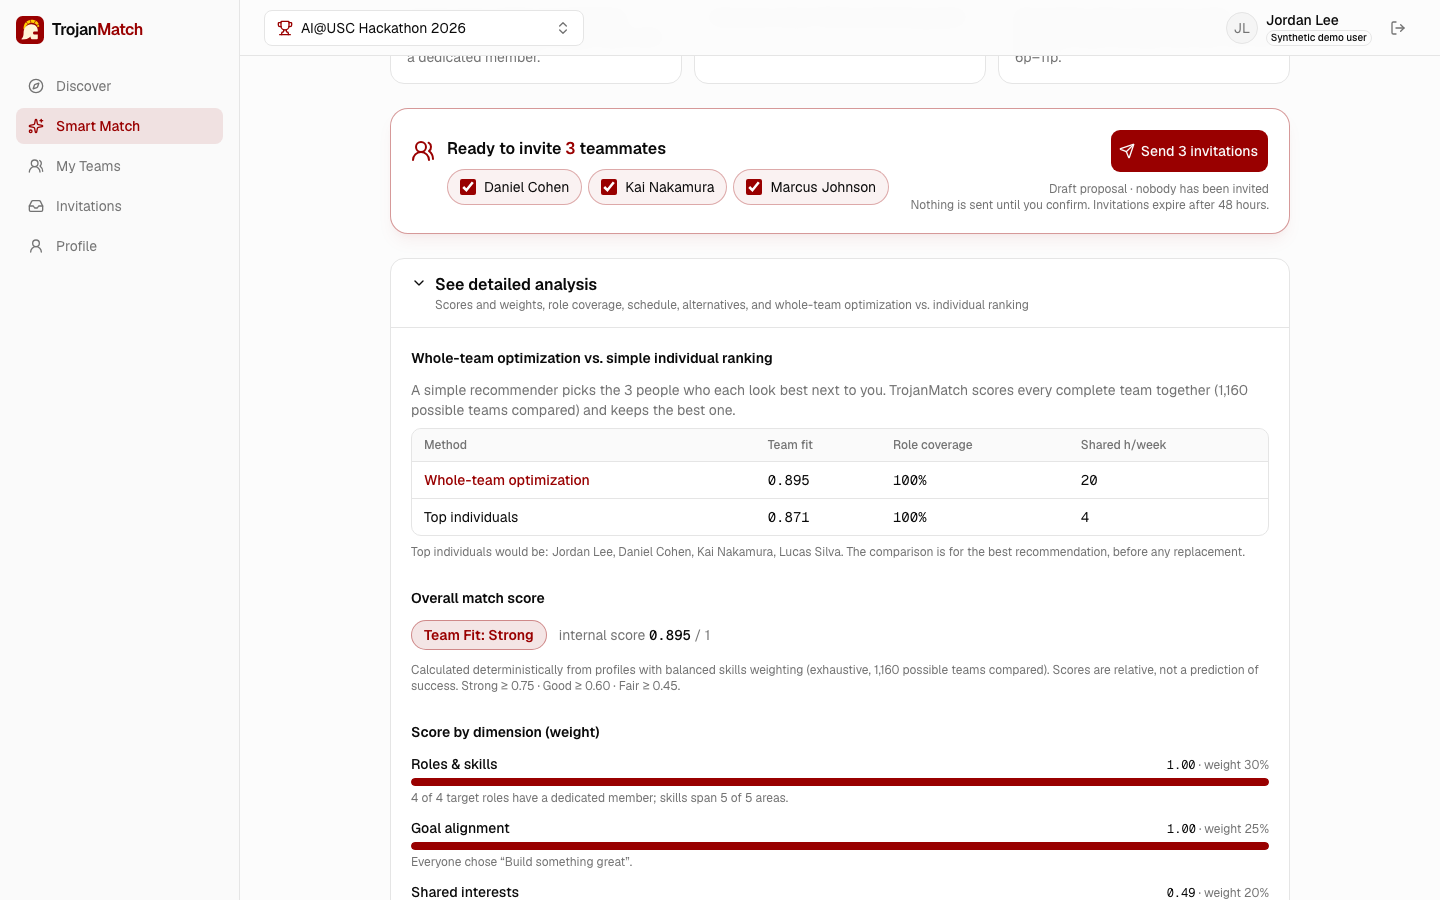 TrojanMatch
AI@USC Hackathon 2026
JL
Jordan Lee
Synthetic demo user
Discover
Smart Match
My Teams
Invitations
Profile
a dedicated member.
6p–11p.
Ready to invite 3 teammates
Daniel Cohen
Kai Nakamura
Marcus Johnson
Send 3 invitations
Draft proposal · nobody has been invited
Nothing is sent until you confirm. Invitations expire after 48 hours.
See detailed analysis
Scores and weights, role coverage, schedule, alternatives, and whole-team optimization vs. individual ranking
Whole-team optimization vs. simple individual ranking
A simple recommender picks the 3 people who each look best next to you. TrojanMatch scores every complete team together (1,160
possible teams compared) and keeps the best one.
Method Team fit Role coverage Shared h/week
Whole-team optimization 0.895 100% 20
Top individuals 0.871 100% 4
Top individuals would be: Jordan Lee, Daniel Cohen, Kai Nakamura, Lucas Silva. The comparison is for the best recommendation, before any replacement.
Overall match score
Team Fit: Strong internal score 0.895 / 1
Calculated deterministically from profiles with balanced skills weighting (exhaustive, 1,160 possible teams compared). Scores are relative, not a prediction of
success. Strong ≥ 0.75 · Good ≥ 0.60 · Fair ≥ 0.45.
Score by dimension (weight)
Roles & skills 1.00 · weight 30%
4 of 4 target roles have a dedicated member; skills span 5 of 5 areas.
Goal alignment 1.00 · weight 25%
Everyone chose “Build something great”.
Shared interests 0.49 · weight 20%